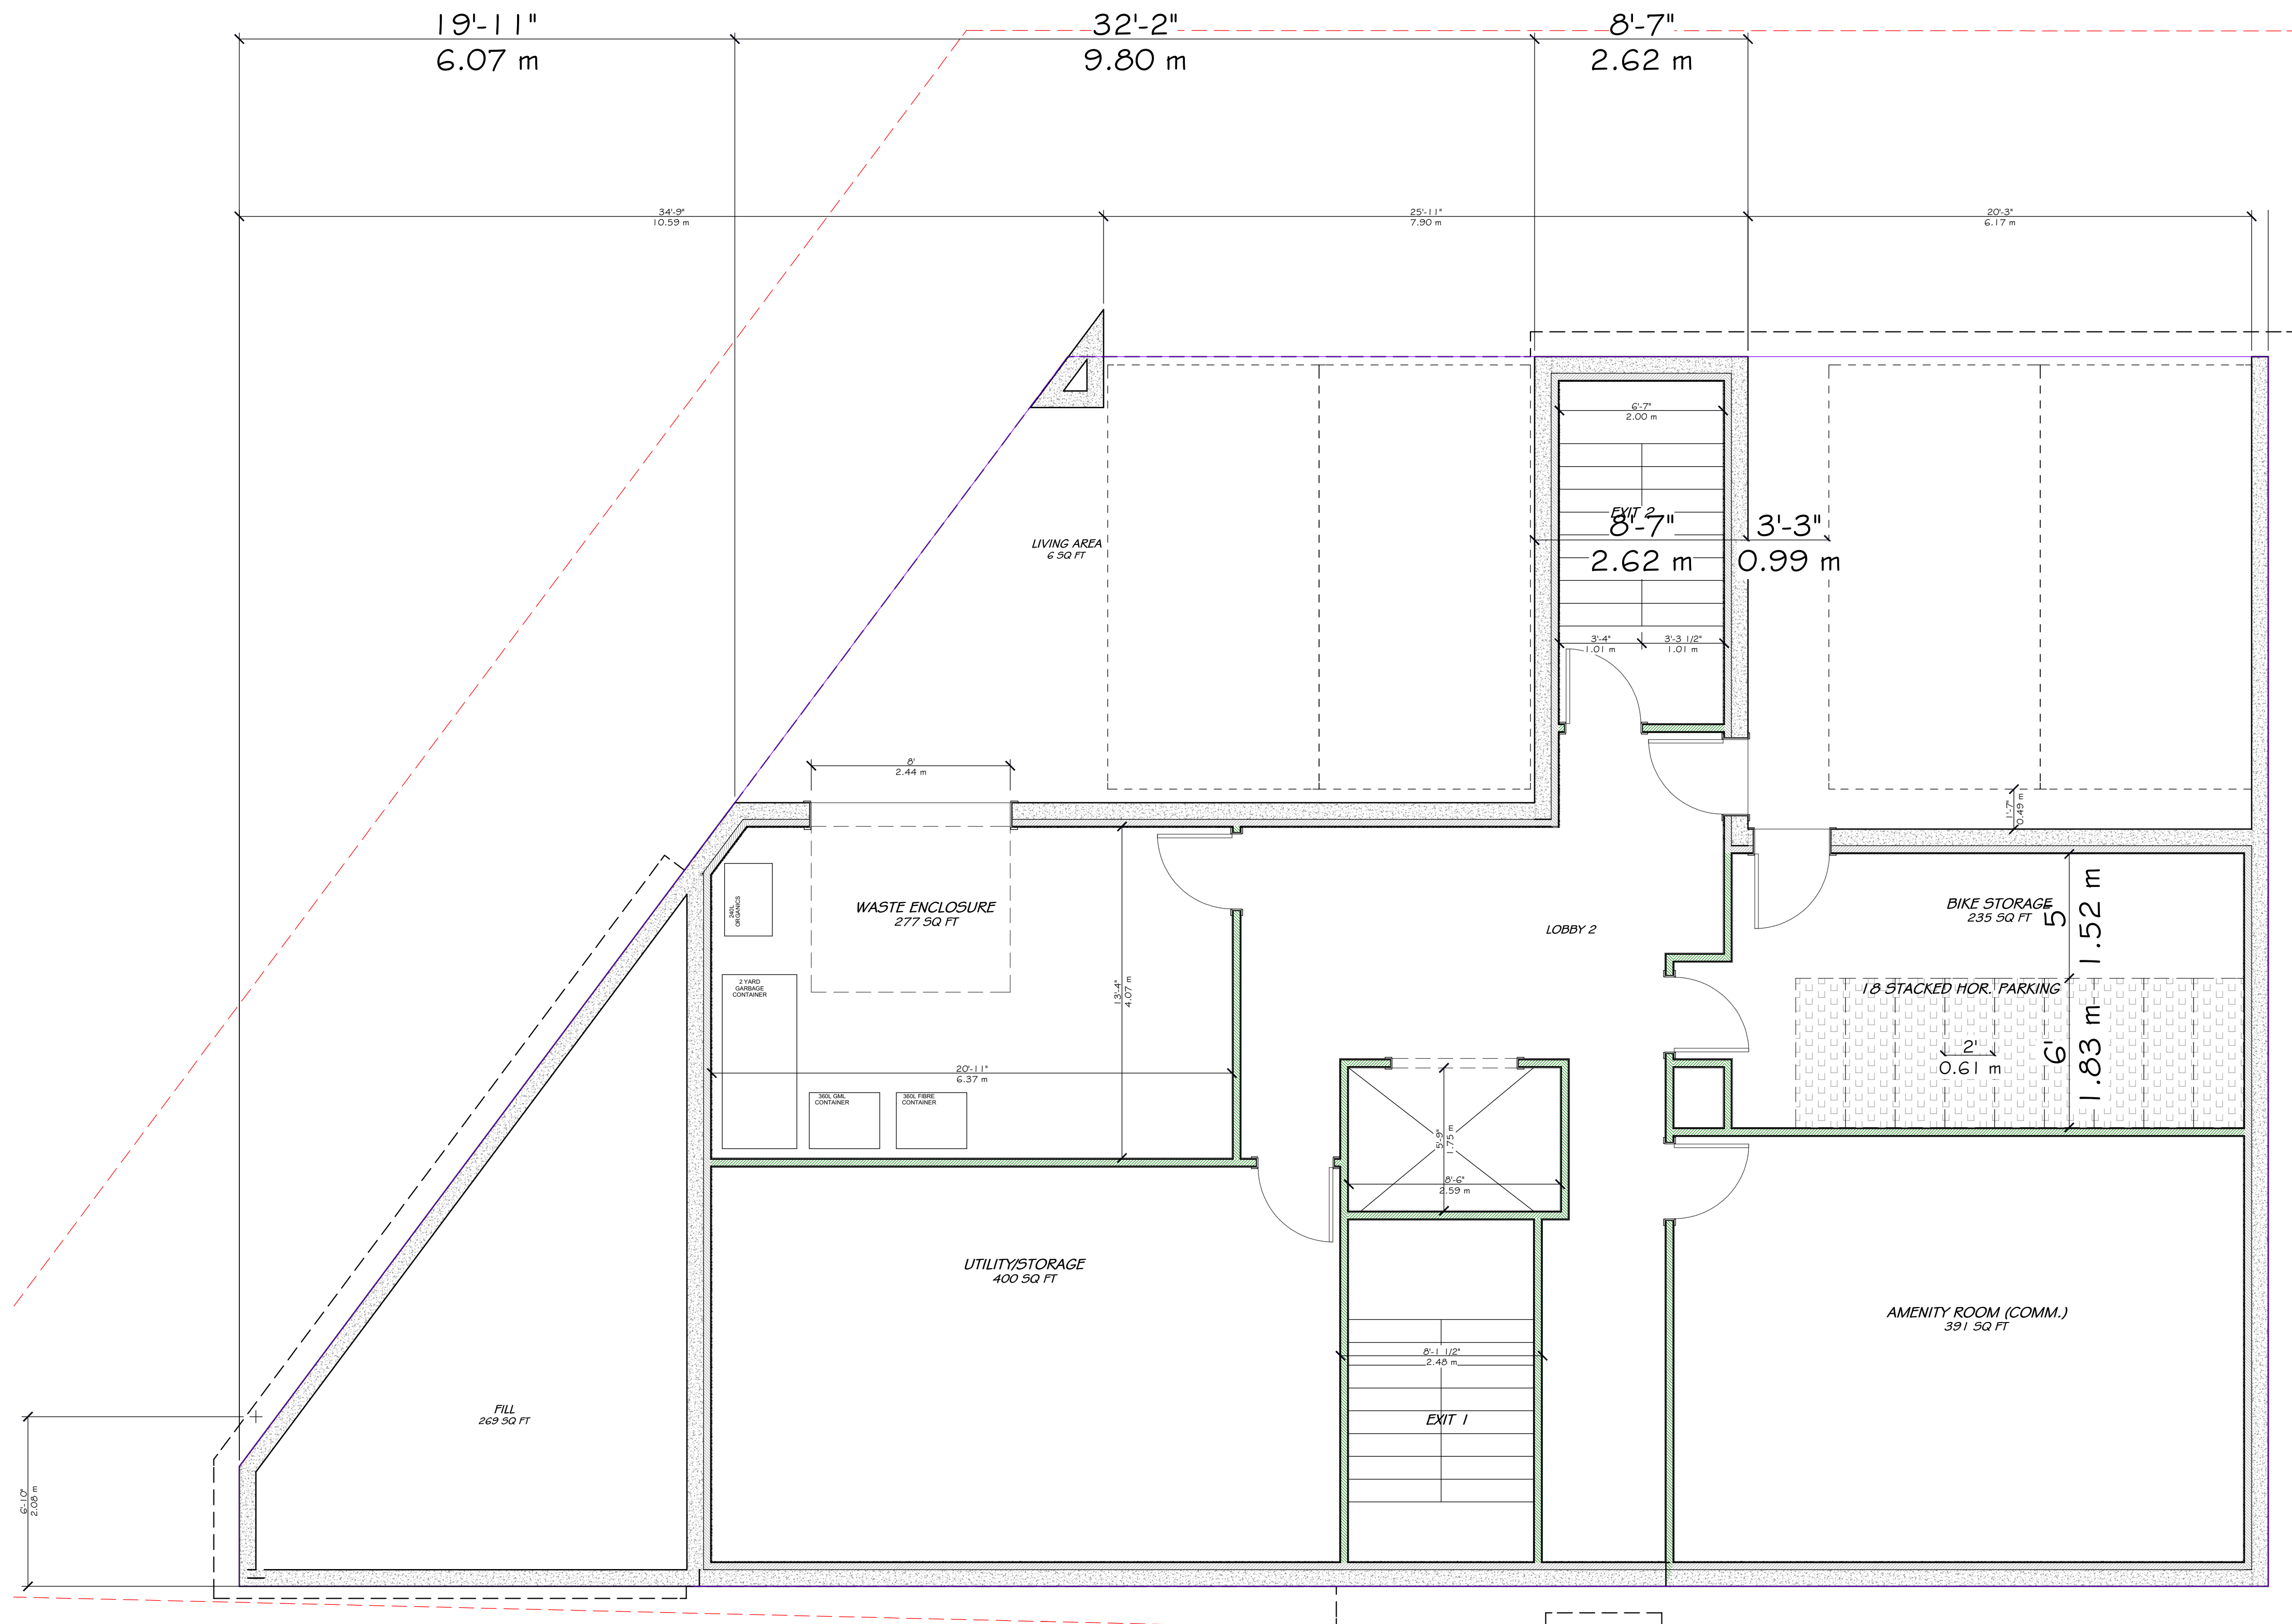 19'-11"
6.07 m
32'-2"
9.80 m
8'-7"
2.62 m
34'-9"
10.59 m
25'-11"
7.90 m
20'-3"
6.17 m
6'-7"
2.00 m
EXIT 2
8'-7"
2.62 m
3'-3"
0.99 m
LIVING AREA
6 SQ FT
3'-4"
1.01 m
3'-3 1/2"
1.01 m
8'
2.44 m
1'-7"
0.49 m
240L
ORGANICS
WASTE ENCLOSURE
277 SQ FT
LOBBY 2
BIKE STORAGE
235 SQ FT
5'
1.52 m
2 YARD
GARBAGE
CONTAINER
13'-4"
4.07 m
18 STACKED HOR. PARKING
2'
0.61 m
6'
1.83 m
20'-11"
6.37 m
360L GML
CONTAINER
360L FIBRE
CONTAINER
5'-9"
1.75 m
8'-6"
2.59 m
UTILITY/STORAGE
400 SQ FT
AMENITY ROOM (COMM.)
391 SQ FT
8'-1 1/2"
2.48 m
FILL
269 SQ FT
EXIT 1
6'-10"
2.08 m